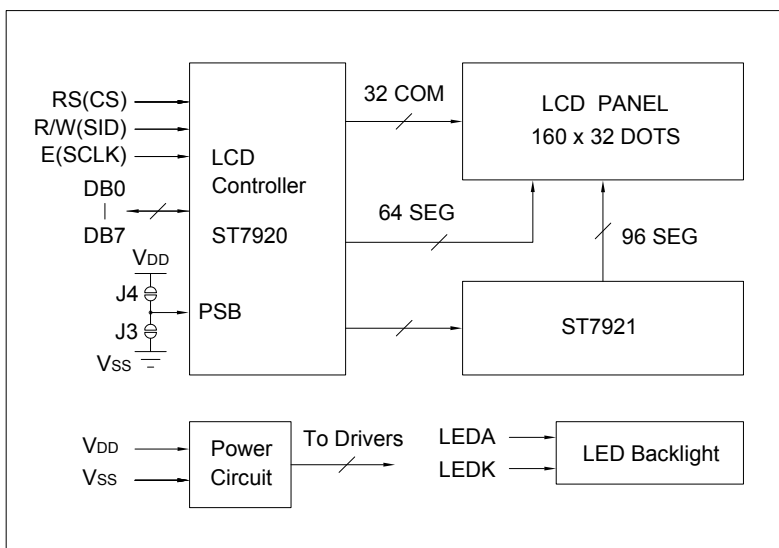 RS(CS)
R/W(SID)
E(SCLK)
DB0
DB7
VDD
J4
J3
VSS
LCD
Controller
ST7920
PSB
32 COM
64 SEG
LCD PANEL
160 x 32 DOTS
96 SEG
ST7921
VDD
VSS
Power
Circuit
To Drivers
LEDA
LEDK
LED Backlight